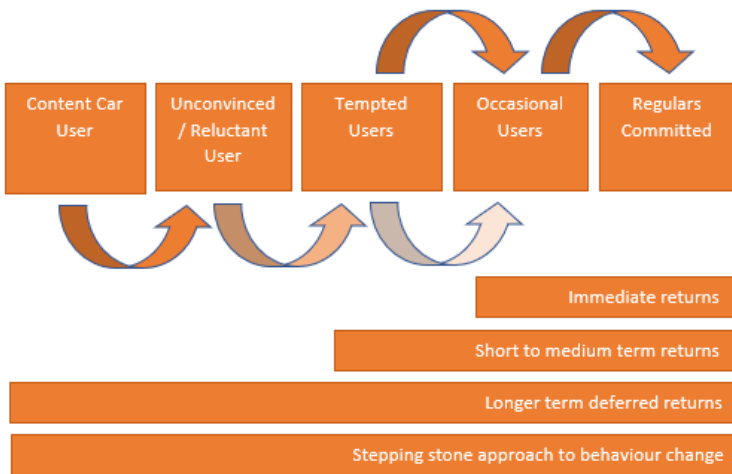 Content Car
User
Unconvinced
/ Reluctant
User
Tempted
Users
Occasional
Users
Regulars
Committed
Immediate returns
Short to medium term returns
Longer term deferred returns
Stepping stone approach to behaviour change